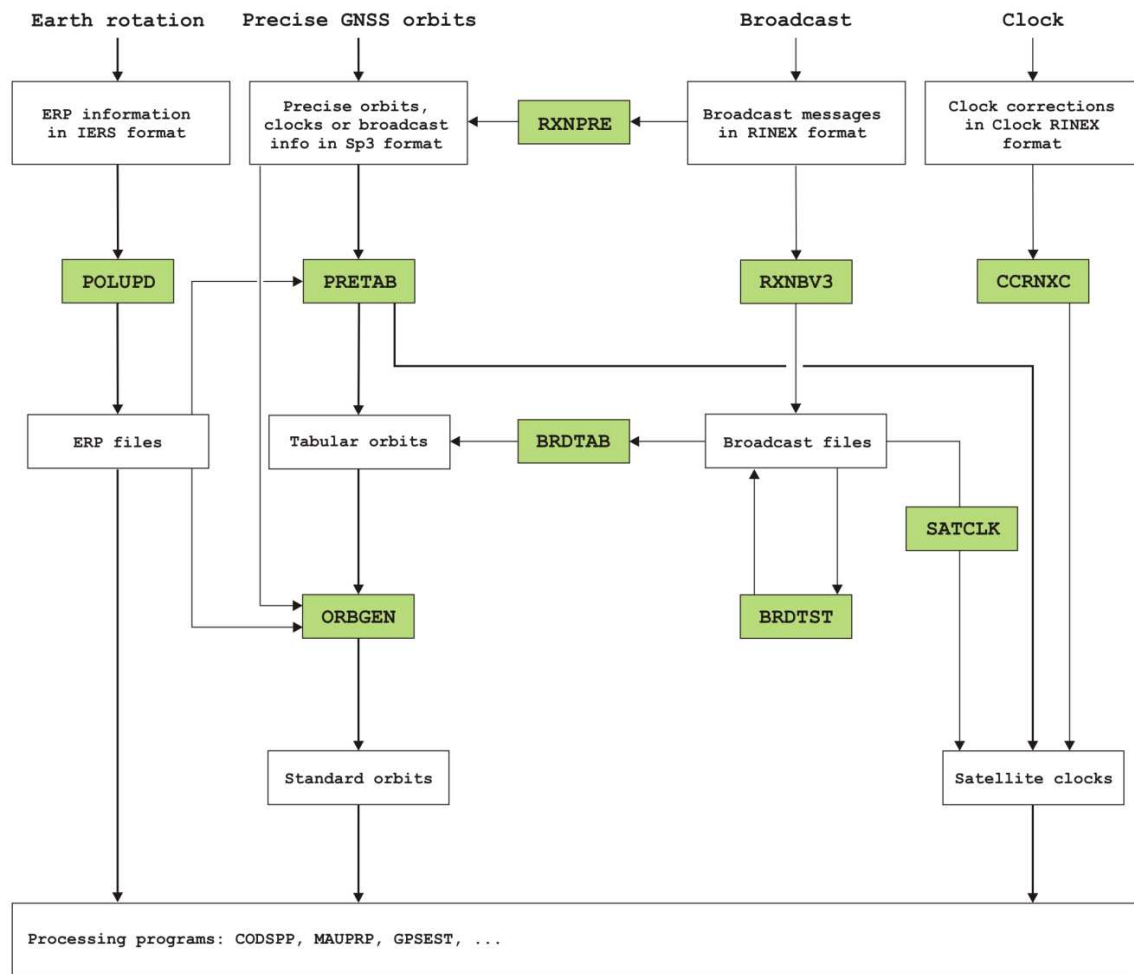 Earth rotation
Precise GNSS orbits
Broadcast
Clock
ERP information
in IERS format
Precise orbits,
clocks or broadcast
info in Sp3 format
RXNPRE
Broadcast messages
in RINEX format
Clock corrections
in Clock RINEX
format
POLUPD
PRETAB
RXNBV3
CCRNXC
ERP files
Tabular orbits
BRDTAB
Broadcast files
SATCLK
ORBGEN
BRDTST
Standard orbits
Satellite clocks
Processing programs: CODSPP, MAUPRP, GPSEST, ...